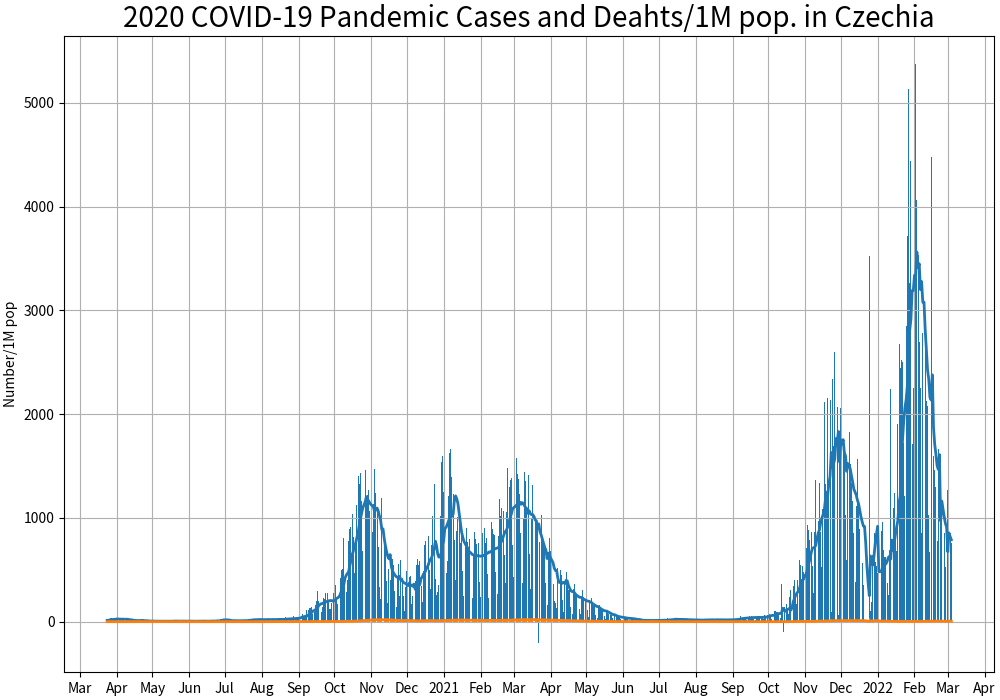 2020 COVID-19 Pandemic Cases and Deahts/1M pop. in Czechia
Number/1M pop
5000
4000
3000
2000
1000
0
Mar Apr May Jun Jul Aug Sep Oct Nov Dec 2021 Feb Mar Apr May Jun Jul Aug Sep Oct Nov Dec 2022 Feb Mar Apr